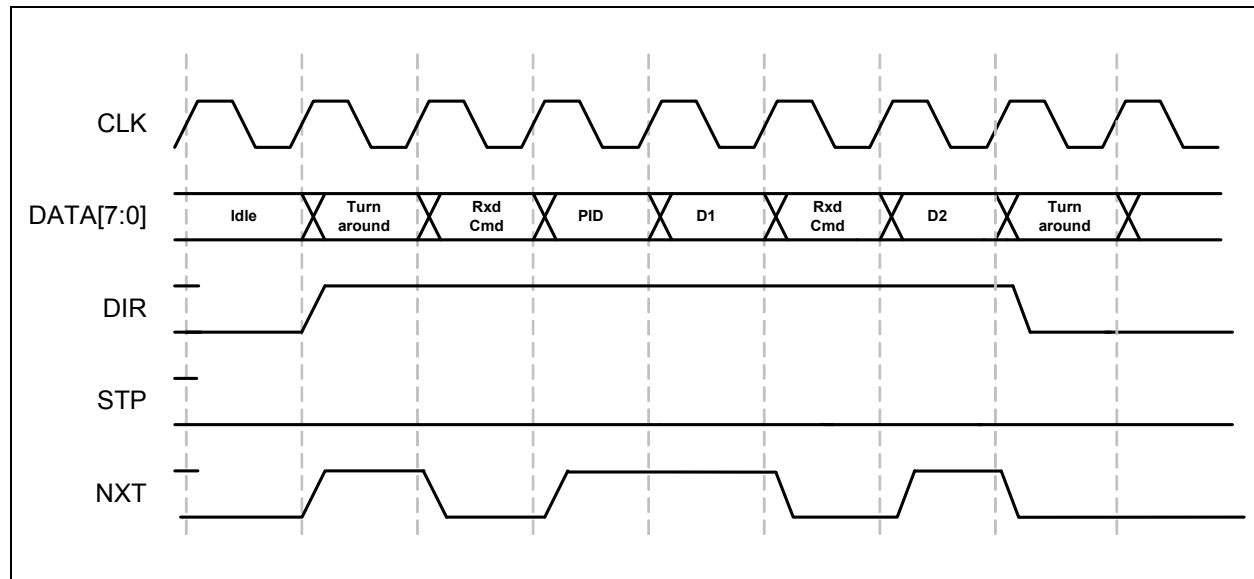 CLK
DATA[7:0]
Idle
Turn
around
Rxd
Cmd
PID
D1
Rxd
Cmd
D2
Turn
around
DIR
STP
NXT